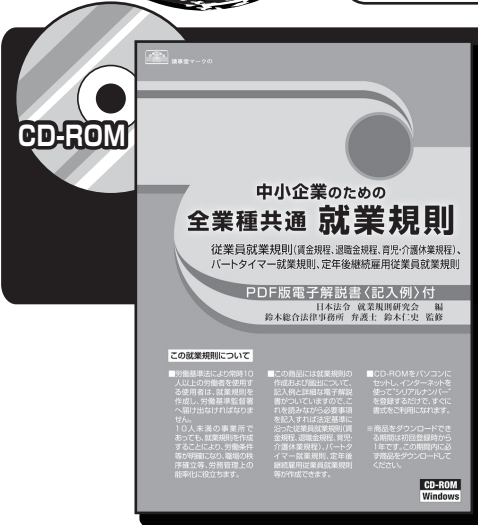 CD-ROM
議事堂マークの
中小企業のための
全業種共通 就業規則
従業員就業規則(賃金規程、退職金規程、育児・介護休業規程)、
パートタイマー就業規則、定年後継続雇用従業員就業規則
PDF版電子解説書〈記入例〉付
日本法令 就業規則研究会 編
鈴木総合法律事務所 弁護士 鈴木仁史 監修
この就業規則について
■労働基準法により常時10
人以上の労働者を使用す
る使用者は、就業規則を
作成し、労働基準監督署
へ届け出なければなりま
せん。
10人未満の事業所で
あっても、就業規則を作成
することにより、労働条件
等が明確になり、職場の秩
序確立等、労務管理上の
能率化に役立ちます。
■この商品には就業規則の
作成および届出について、
記入例と詳細な電子解説
書がついていますので、こ
れを読みながら必要事項
を記入すれば法定基準に
沿った従業員就業規則(賃
金規程、退職金規程、育児・
介護休業規程)、パートタ
イマー就業規則、定年後
継続雇用従業員就業規則
等が作成できます。
■CD-ROMをパソコンに
セットし、インターネットを
使って"シリアルナンバー"
を登録するだけで、すぐに
書式をご利用になれます。
※商品をダウンロードでき
る期間は初回登録時から
1年です。この期間内に必
ず商品をダウンロードして
ください。
CD-ROM
Windows